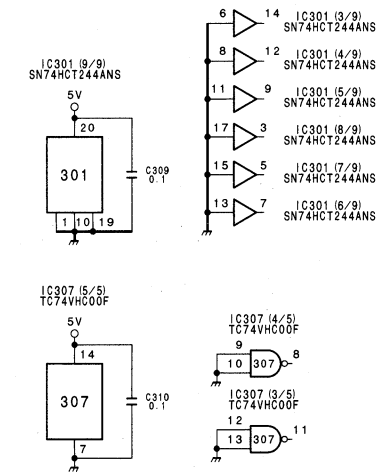 IC301 (9/9)
SN74HCT244ANS
5V
20
301
1 10 19
C309
0.1
6 14 IC301 (3/9)
SN74HCT244ANS
8 12 IC301 (4/9)
SN74HCT244ANS
11 9 IC301 (5/9)
SN74HCT244ANS
17 3 IC301 (8/9)
SN74HCT244ANS
15 5 IC301 (7/9)
SN74HCT244ANS
13 7 IC301 (6/9)
SN74HCT244ANS
IC307 (5/5)
TC74VHC00F
5V
14
307
7
C310
0.1
IC307 (4/5)
TC74VHC00F
9
10 307 8
IC307 (3/5)
TC74VHC00F
12
13 307 11